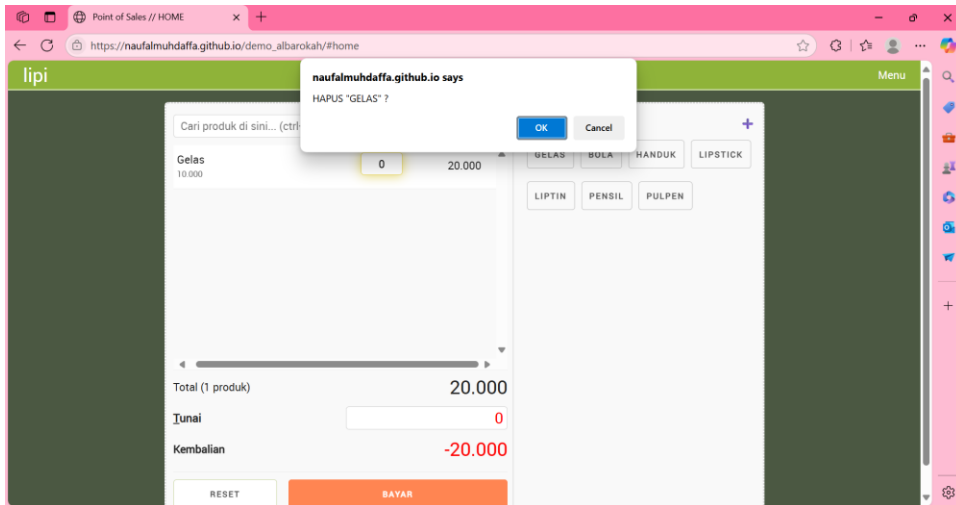 Point of Sales // HOME
https://naufalmuhdaffa.github.io/demo_albarokah/#home
lipi
Menu
naufalmuhdaffa.github.io says
HAPUS "GELAS" ?
OK
Cancel
Cari produk di sini... (ctrl
Gelas
10.000
0
20.000
GELAS
BOLA
HANDUK
LIPSTICK
LIPTIN
PENSIL
PULPEN
Total (1 produk)
20.000
Tunai
0
Kembalian
-20.000
RESET
BAYAR